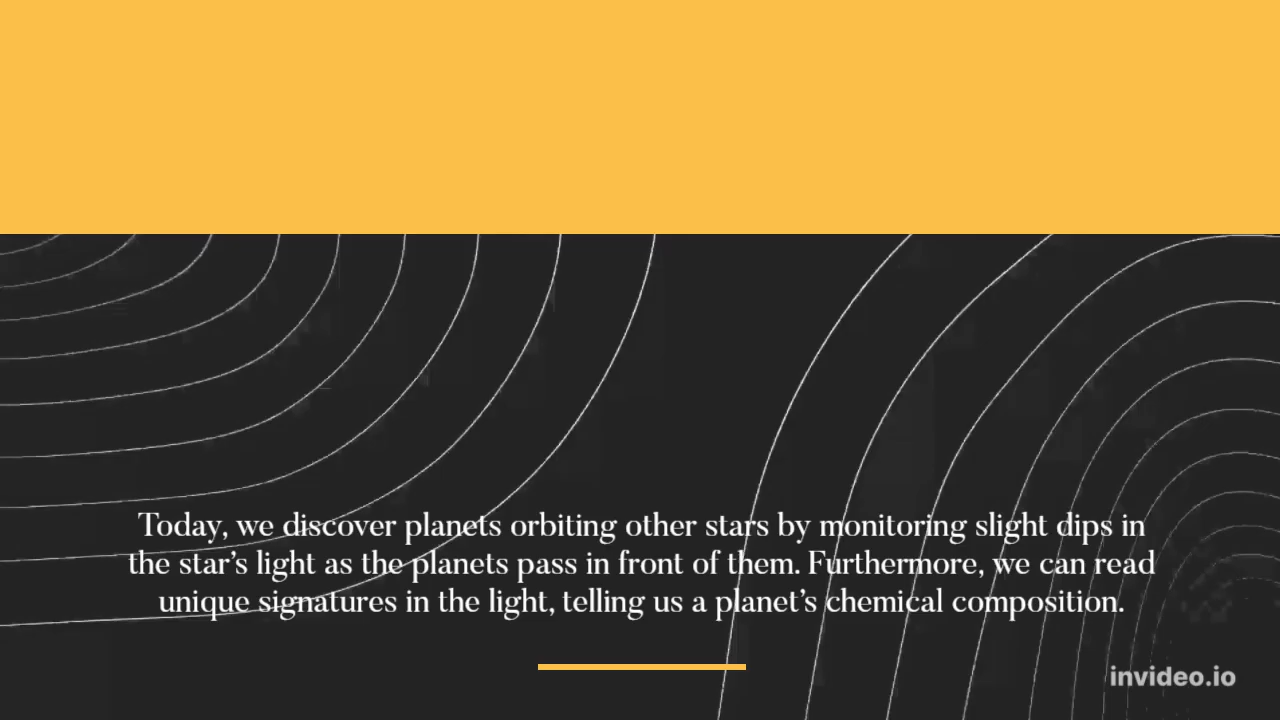 Today, we discover planets orbiting other stars by monitoring slight dips in
the star’s light as the planets pass in front of them. Furthermore, we can read
unique signatures in the light, telling us a planet’s chemical composition.
invideo.io